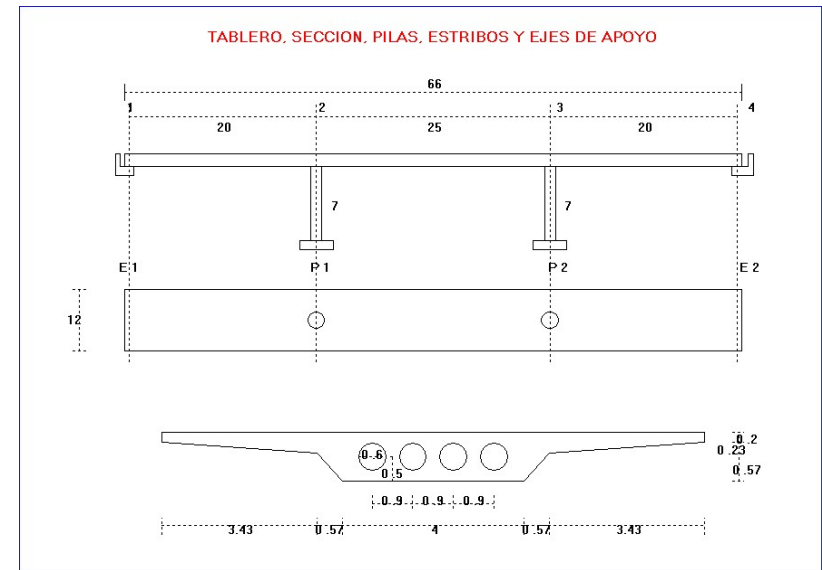 TABLERO, SECCION, PILAS, ESTRIBOS Y EJES DE APOYO
66
1 2 3 4
20 25 20
7 7
E 1 P 1 P 2 E 2
12
0.2
0.6 0.23
0.5 0.57
0.9 0.9 0.9
3.43 0.57 4 0.57 3.43